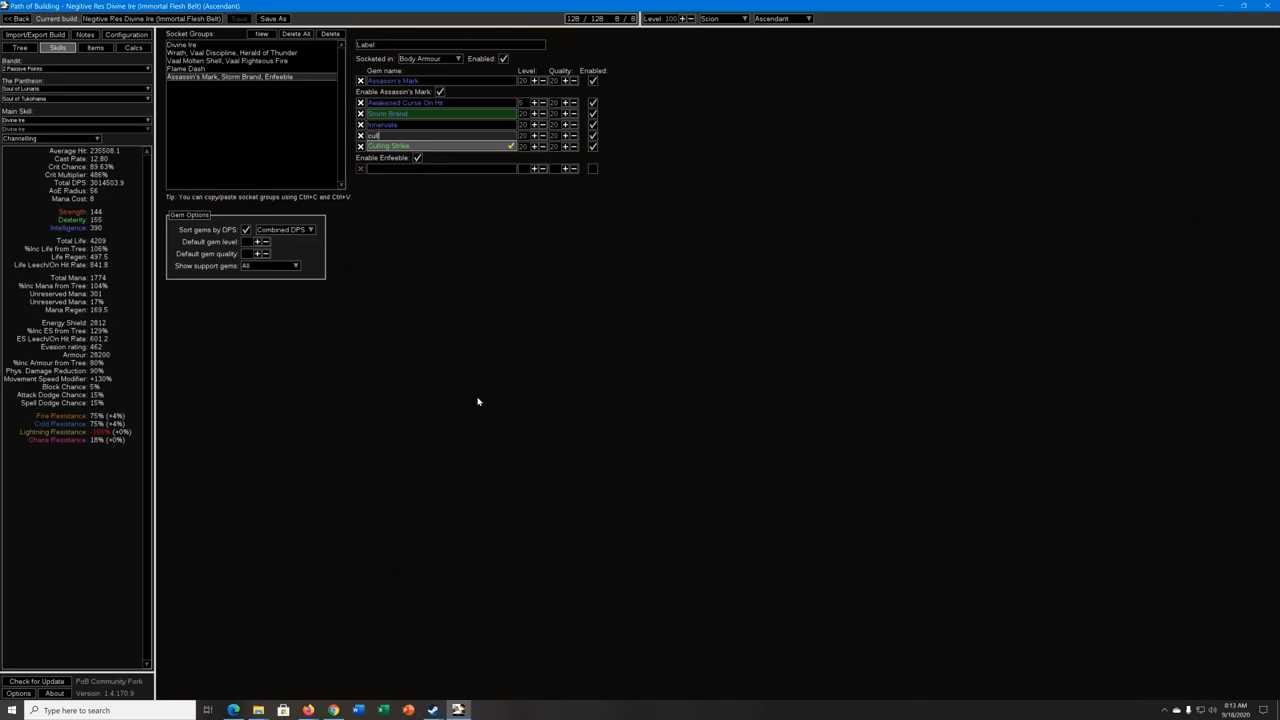 Path of Building - Negitive Res Divine Ire (Immortal Flesh Belt) (Ascendant)
<< Back Current build: Negitive Res Divine Ire (Immortal Flesh Belt) Save Save As 128 / 128 8 / 8 Level: 100 Scion Ascendant
Import/Export Build Notes Configuration
Tree Skills Items Calcs
Bandit:
2 Passive Points
The Pantheon:
Soul of Lunaris
Soul of Tukohama
Main Skill:
Divine Ire
Divine Ire
Channelling
Average Hit: 235508.1
Cast Rate: 12.80
Crit Chance: 89.63%
Crit Multiplier: 486%
Total DPS: 3014503.9
AoE Radius: 56
Mana Cost: 8
Strength: 144
Dexterity: 155
Intelligence: 390
Total Life: 4209
%Inc Life from Tree: 106%
Life Regen: 497.5
Life Leech/On Hit Rate: 841.8
Total Mana: 1774
%Inc Mana from Tree: 104%
Unreserved Mana: 301
Unreserved Mana: 17%
Mana Regen: 169.5
Energy Shield: 2812
%Inc ES from Tree: 129%
ES Leech/On Hit Rate: 601.2
Evasion rating: 462
Armour: 28200
%Inc Armour from Tree: 80%
Phys. Damage Reduction: 90%
Movement Speed Modifier: +130%
Block Chance: 5%
Attack Dodge Chance: 15%
Spell Dodge Chance: 15%
Fire Resistance: 75% (+4%)
Cold Resistance: 75% (+4%)
Lightning Resistance: (+0%)
Chaos Resistance: 18% (+0%)
Check for Update PoB Community Fork
Options About Version: 1.4.170.9
Socket Groups: New Delete All Delete
Divine Ire
Wrath, Vaal Discipline, Herald of Thunder
Vaal Molten Shell, Vaal Righteous Fire
Flame Dash
Assassin's Mark, Storm Brand, Enfeeble
Tip: You can copy/paste socket groups using Ctrl+C and Ctrl+V.
Gem Options
Sort gems by DPS: Combined DPS
Default gem level:
Default gem quality:
Show support gems: All
Label:
Socketed in: Body Armour Enabled:
Gem name: Level: Quality: Enabled:
Assassin's Mark 20 20
Enable Assassin's Mark:
Awakened Curse On Hit 5 20
Storm Brand 20 20
Innervate 20 20
cull 20 20
Culling Strike 20 20
Enable Enfeeble:
Type here to search
8:13 AM
9/18/2020